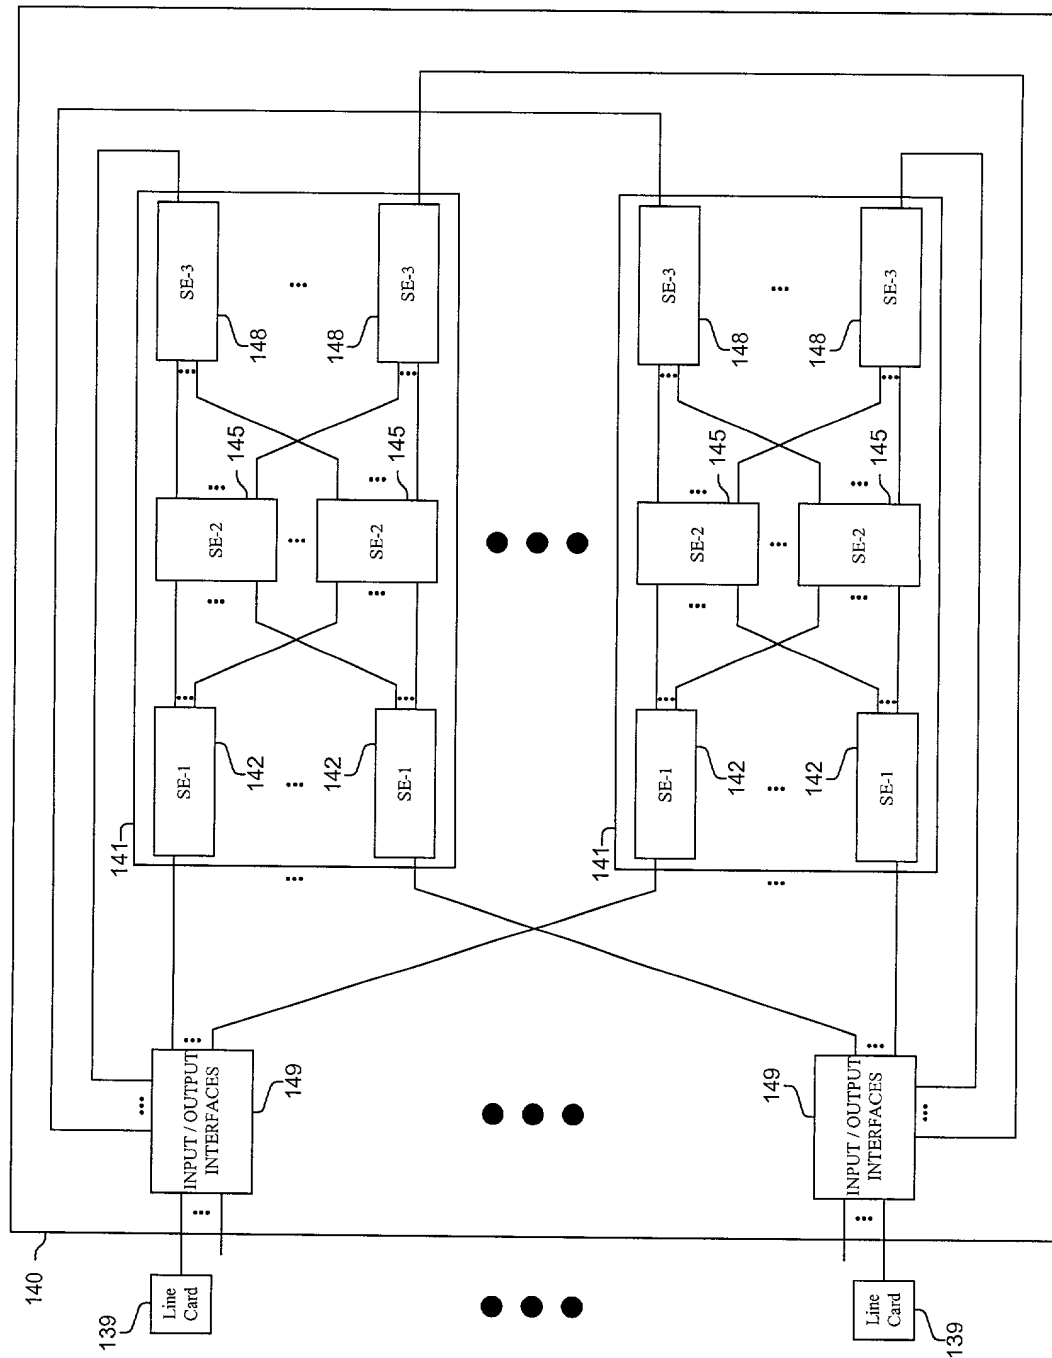 140
139
Line
Card
INPUT / OUTPUT
INTERFACES
149
141
SE-1
142
SE-2
145
SE-3
148
142
SE-1
SE-2
145
148
SE-3
141
SE-1
142
SE-2
145
SE-3
148
142
SE-1
SE-2
145
148
SE-3
149
INPUT / OUTPUT
INTERFACES
Line
Card
139